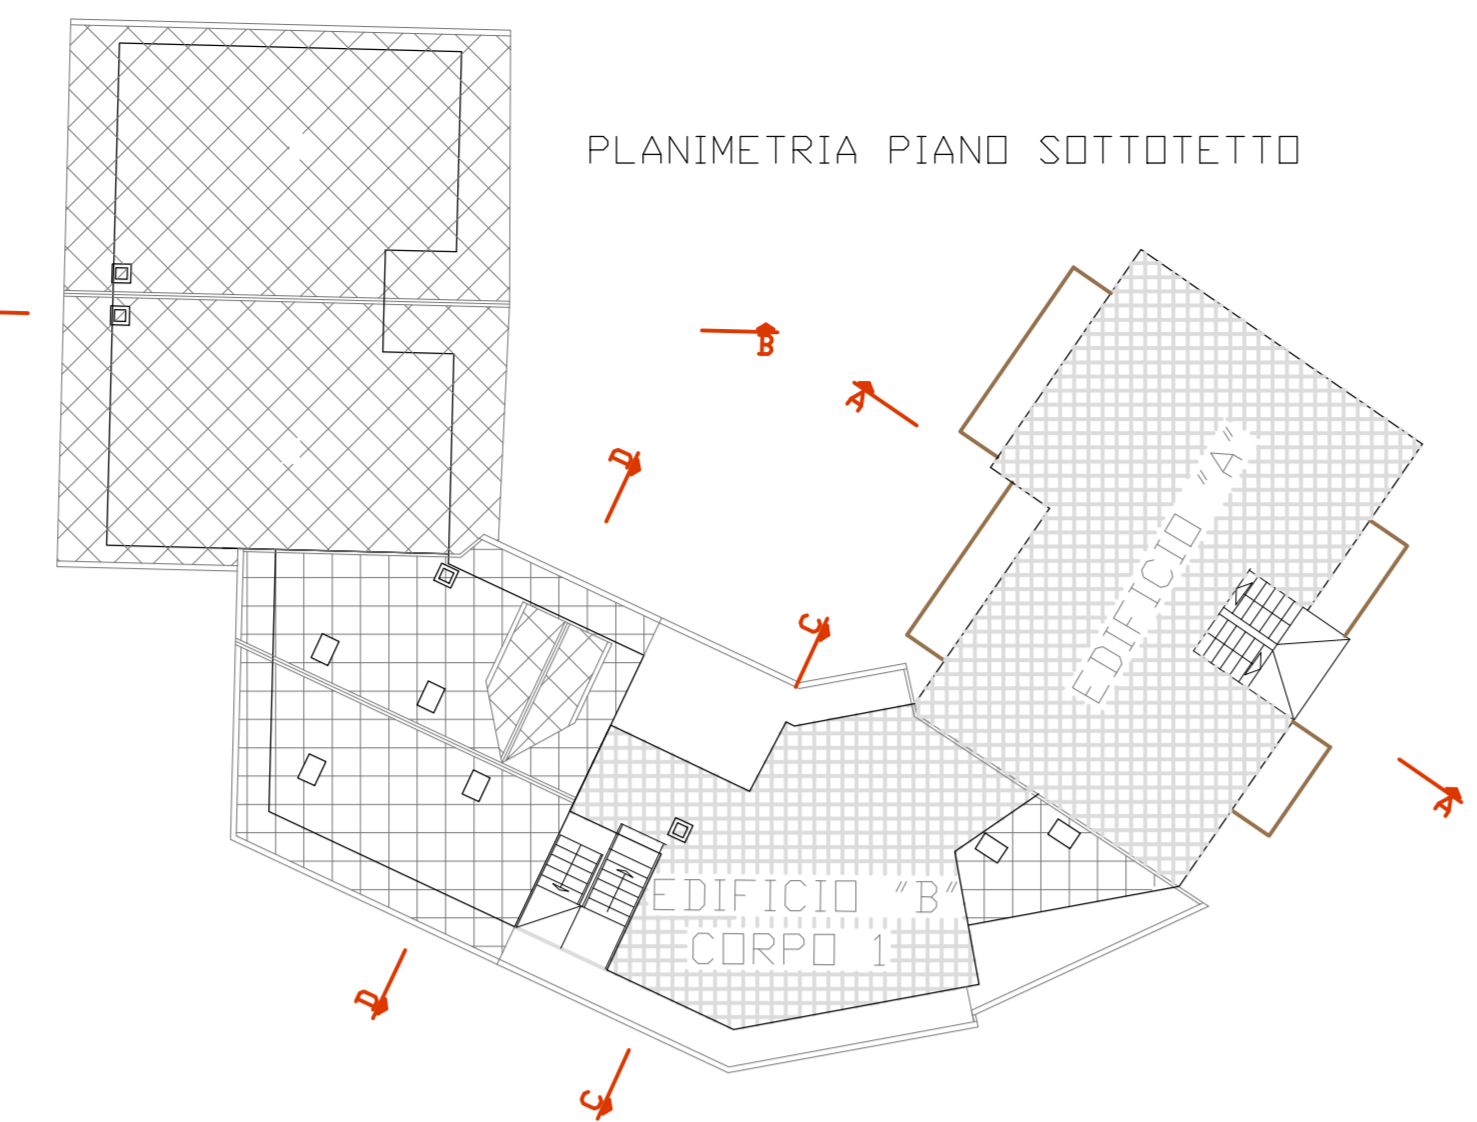 PLANIMETRIA PIANO SOTTOTETTO
B
A
D
EDIFICIO "A"
C
A
EDIFICIO "B"
CORPO 1
D
C